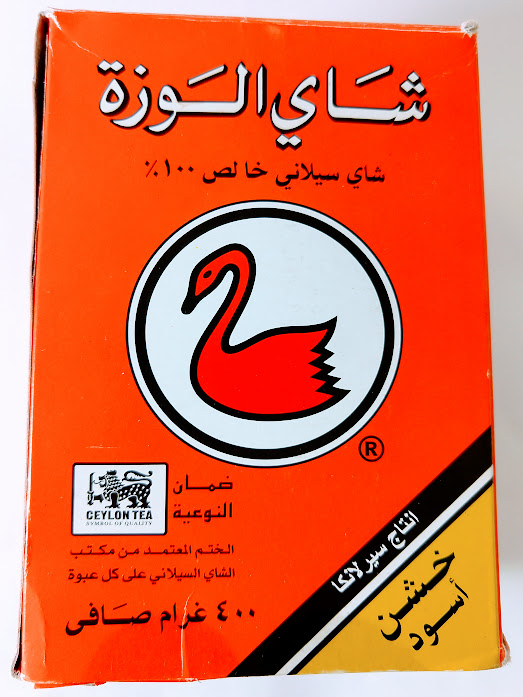 شاي الوزة
شاي سيلاني خالص ١٠٠٪
®
ضمان
النوعية
CEYLON TEA
SYMBOL OF QUALITY
الختم المعتمد من مكتب
الشاي السيلاني على كل عبوة
٤٠٠ غرام صافى
انتاج سيرلانكا
خشن
أسود